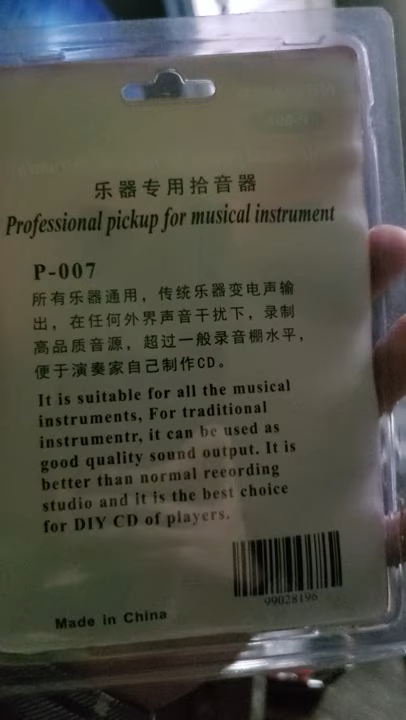 乐器专用拾音器
Professional pickup for musical instrument
P-007
所有乐器通用，传统乐器变电声输
出，在任何外界声音干扰下，录制
高品质音源，超过一般录音棚水平，
便于演奏家自己制作CD。
It is suitable for all the musical
instruments, For traditional
instrumentr, it can be used as
good quality sound output. It is
better than normal reeording
studio and it is the best choice
for DIY CD of players.
99028196
Made in China